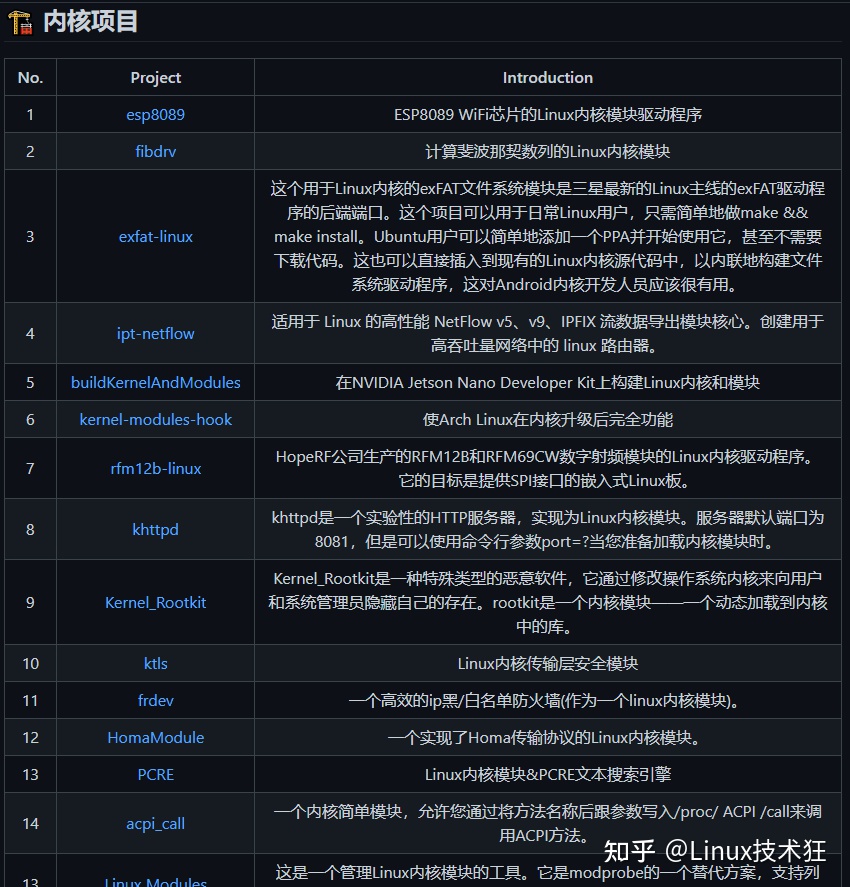 内核项目
No. Project Introduction
1 esp8089 ESP8089 WiFi芯片的Linux内核模块驱动程序
2 fibdrv 计算斐波那契数列的Linux内核模块
这个用于Linux内核的exFAT文件系统模块是三星最新的Linux主线的exFAT驱动程
序的后端端口。这个项目可以用于日常Linux用户，只需简单地做make &&
3 exfat-linux make install。Ubuntu用户可以简单地添加一个PPA并开始使用它，甚至不需要
下载代码。这也可以直接插入到现有的Linux内核源代码中，以内联地构建文件
系统驱动程序，这对Android内核开发人员应该很有用。
4 ipt-netflow 适用于 Linux 的高性能 NetFlow v5、v9、IPFIX 流数据导出模块核心。创建用于
高吞吐量网络中的 linux 路由器。
5 buildKernelAndModules 在NVIDIA Jetson Nano Developer Kit上构建Linux内核和模块
6 kernel-modules-hook 使Arch Linux在内核升级后完全功能
7 rfm12b-linux HopeRF公司生产的RFM12B和RFM69CW数字射频模块的Linux内核驱动程序。
它的目标是提供SPI接口的嵌入式Linux板。
8 khttpd khttpd是一个实验性的HTTP服务器，实现为Linux内核模块。服务器默认端口为
8081，但是可以使用命令行参数port=?当您准备加载内核模块时。
Kernel_Rootkit是一种特殊类型的恶意软件，它通过修改操作系统内核来向用户
9 Kernel_Rootkit 和系统管理员隐藏自己的存在。rootkit是一个内核模块——一个动态加载到内核
中的库。
10 ktls Linux内核传输层安全模块
11 frdev 一个高效的ip黑/白名单防火墙(作为一个linux内核模块)。
12 HomaModule 一个实现了Homa传输协议的Linux内核模块。
13 PCRE Linux内核模块&PCRE文本搜索引擎
14 acpi_call 一个内核简单模块，允许您通过将方法名称后跟参数写入/proc/ ACPI /call来调
用ACPI方法。
知乎 @Linux技术狂
13 Linux Modules 这是一个管理Linux内核模块的工具。它是modprobe的一个替代方案，支持列